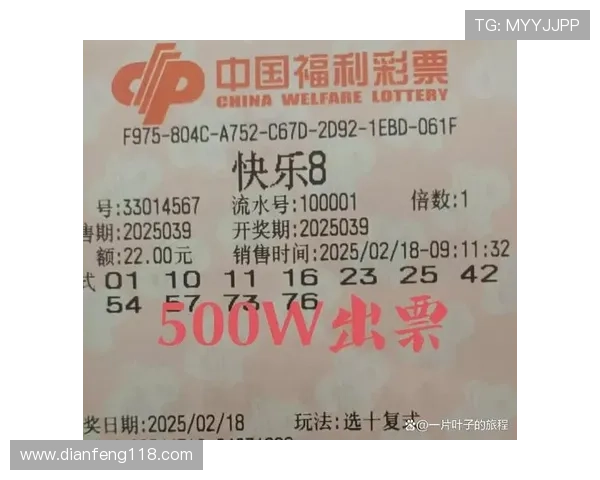 TG: MYYJJPP
中国福利彩票
CHINA WELFARE LOTTERY
F975-804C-A752-C67D-2D92-1EBD-061F
快乐8
号:33014567 流水号:100001 倍数:1
售期:2025039 开奖期:2025039
额:22.00元 销售时间:2025/02/18-09:11:32
式 01 10 11 16 23 25 42
54 57 73 76
500W出票
奖日期:2025/02/18 玩法:选十复式
一片叶子的旅程
www.dianfeng118.com